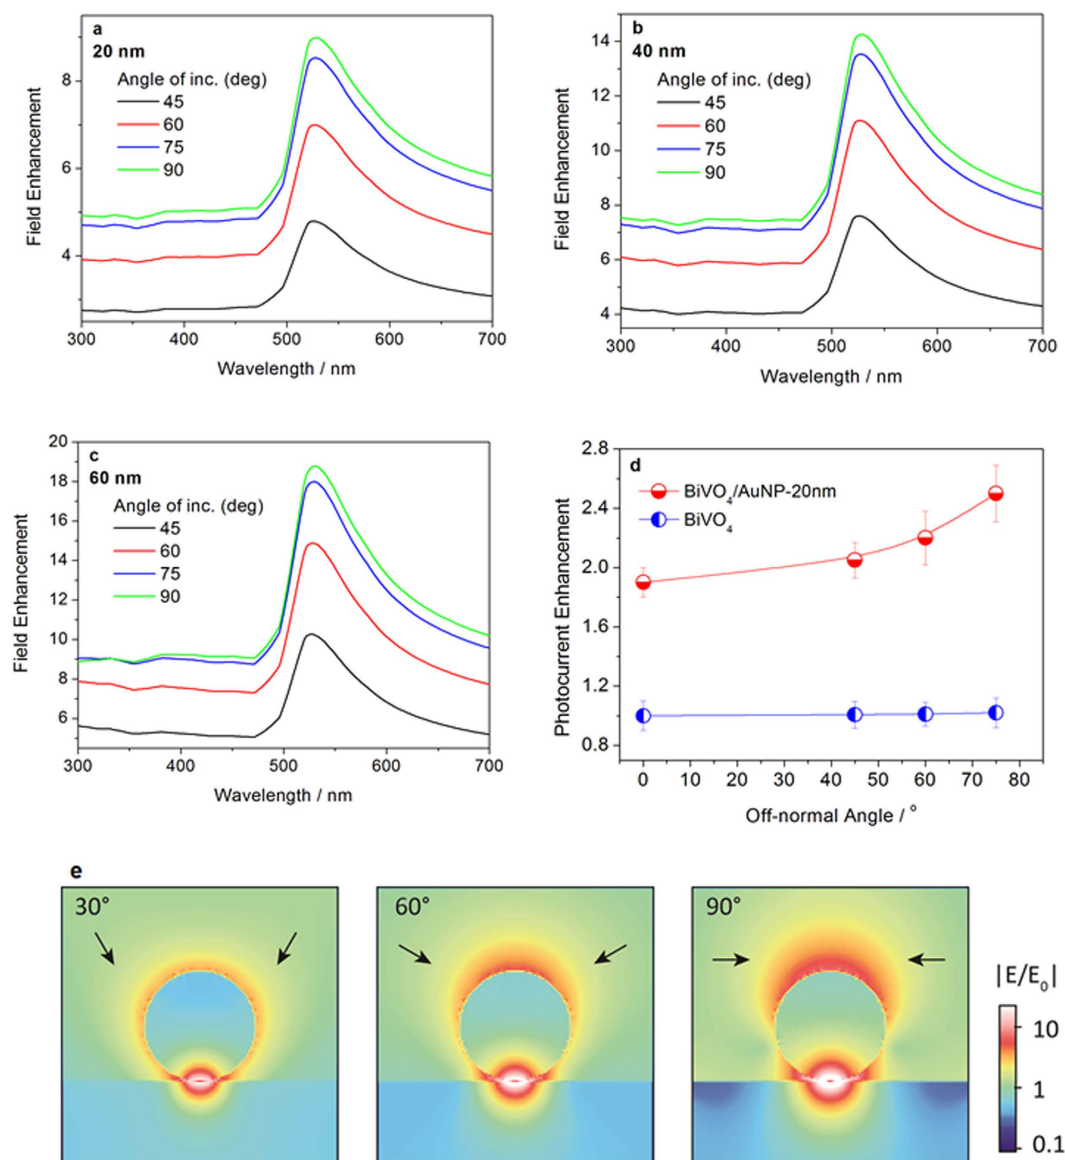 a
20 nm
Angle of inc. (deg)
45
60
75
90
8
6
4
300 400 500 600 700
Field Enhancement
Wavelength / nm
b
40 nm
Angle of inc. (deg)
45
60
75
90
14
12
10
8
6
4
300 400 500 600 700
Field Enhancement
Wavelength / nm
c
60 nm
Angle of inc. (deg)
45
60
75
90
20
18
16
14
12
10
8
6
300 400 500 600 700
Field Enhancement
Wavelength / nm
d
BiVO₄/AuNP-20nm
BiVO₄
2.8
2.4
2.0
1.6
1.2
0.8
0 10 20 30 40 50 60 70 80
Photocurrent Enhancement
Off-normal Angle / °
e
30°
60°
90°
|E/E₀|
10
1
0.1